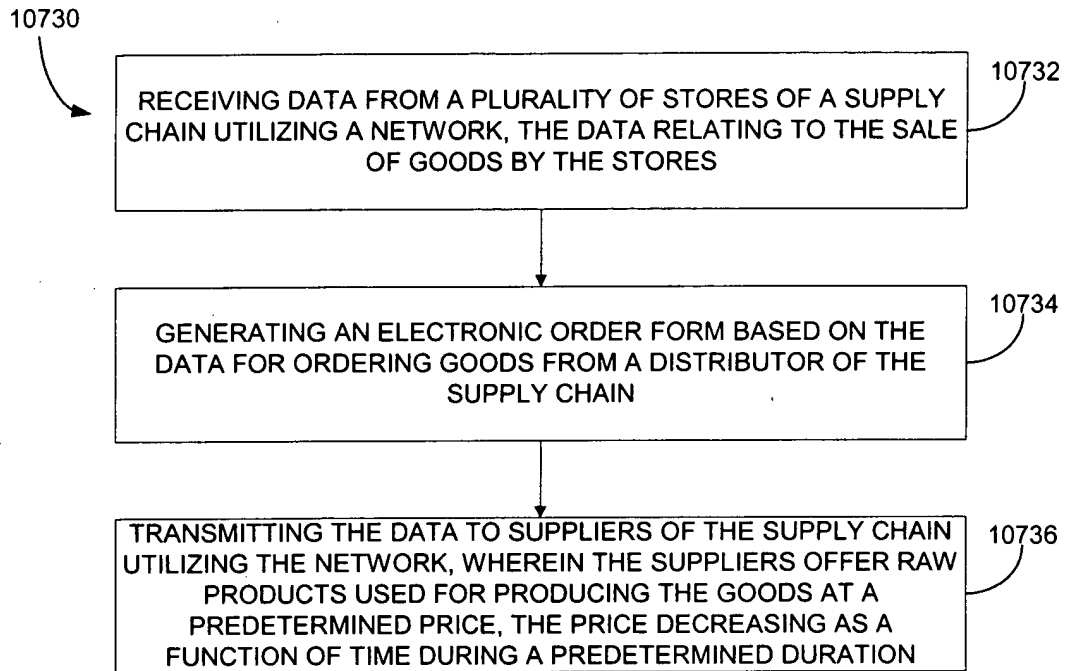 10730
10732
RECEIVING DATA FROM A PLURALITY OF STORES OF A SUPPLY
CHAIN UTILIZING A NETWORK, THE DATA RELATING TO THE SALE
OF GOODS BY THE STORES
10734
GENERATING AN ELECTRONIC ORDER FORM BASED ON THE
DATA FOR ORDERING GOODS FROM A DISTRIBUTOR OF THE
SUPPLY CHAIN
10736
TRANSMITTING THE DATA TO SUPPLIERS OF THE SUPPLY CHAIN
UTILIZING THE NETWORK, WHEREIN THE SUPPLIERS OFFER RAW
PRODUCTS USED FOR PRODUCING THE GOODS AT A
PREDETERMINED PRICE, THE PRICE DECREASING AS A
FUNCTION OF TIME DURING A PREDETERMINED DURATION